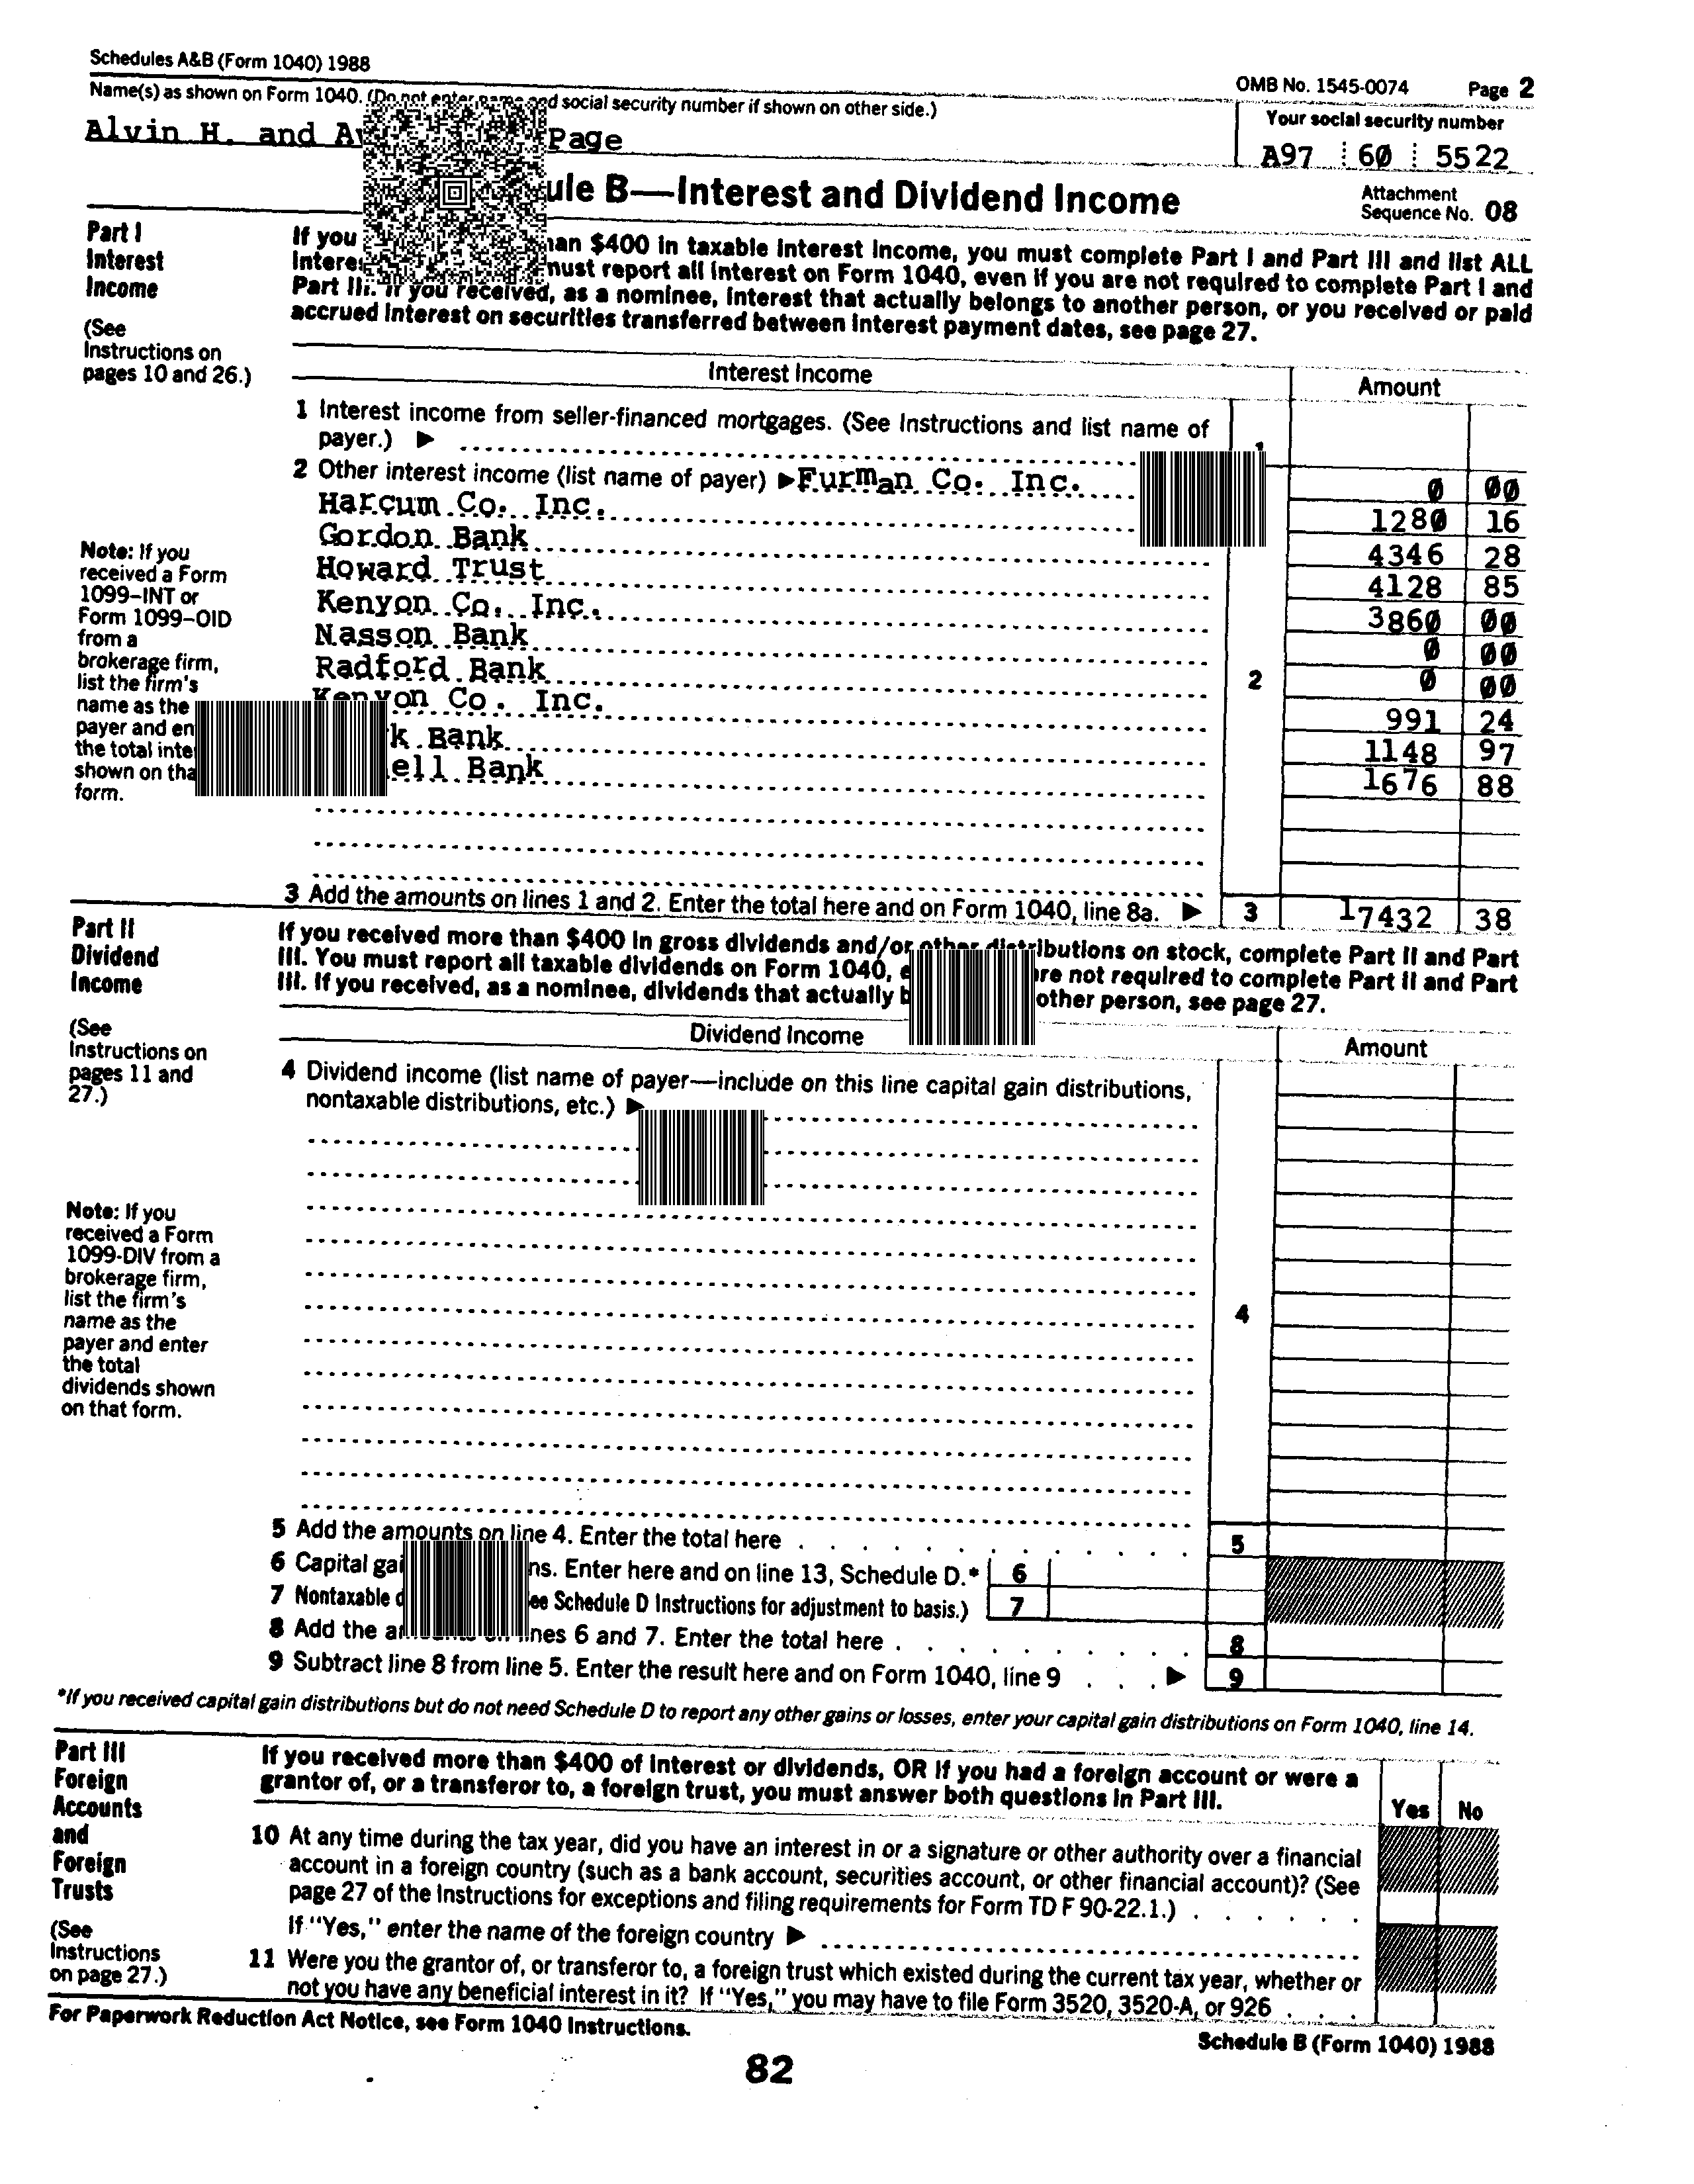 Schedules A&B (Form 1040) 1988
OMB No. 1545-0074 Page 2
Name(s) as shown on Form 1040. (Do not enter name and social security number if shown on other side.)
Your social security number
Alvin H. and Page
A97 60 5522
B—Interest and Dividend Income
Attachment
Sequence No. 08
Part I
Interest
Income
(See
Instructions on
pages 10 and 26.)
If you $400 in taxable interest income, you must complete Part I and Part III and list ALL
must report all interest on Form 1040, even if you are not required to complete Part I and
Part III. If you received, as a nominee, interest that actually belongs to another person, or you received or paid
accrued interest on securities transferred between interest payment dates, see page 27.
Interest Income
Amount
1 Interest income from seller-financed mortgages. (See Instructions and list name of
payer.) ▶
1
2 Other interest income (list name of payer) ▶ Furman Co. Inc. 0 00
Harcum Co. Inc. 1280 16
Gordon Bank 4346 28
Howard Trust 4128 85
Kenyon Co. Inc. 3860 00
Nasson Bank 0 00
Radford Bank 2 0 00
Kenyon Co. Inc. 991 24
Bank 1148 97
Bank 1676 88
Note: If you
received a Form
1099–INT or
Form 1099–OID
from a
brokerage firm,
list the firm's
name as the
payer and
the total
shown on
form.
3 Add the amounts on lines 1 and 2. Enter the total here and on Form 1040, line 8a. ▶ 3 17432 38
Part II
Dividend
Income
(See
Instructions on
pages 11 and
27.)
If you received more than $400 in gross dividends and/or other distributions on stock, complete Part II and Part
III. You must report all taxable dividends on Form 1040, are not required to complete Part II and Part
III. If you received, as a nominee, dividends that actually other person, see page 27.
Dividend Income
Amount
4 Dividend income (list name of payer—include on this line capital gain distributions,
nontaxable distributions, etc.) ▶
4
Note: If you
received a Form
1099-DIV from a
brokerage firm,
list the firm's
name as the
payer and enter
the total
dividends shown
on that form.
5 Add the amounts on line 4. Enter the total here 5
6 Capital Enter here and on line 13, Schedule D.* 6
7 Nontaxable Schedule D Instructions for adjustment to basis.) 7
8 Add the lines 6 and 7. Enter the total here 8
9 Subtract line 8 from line 5. Enter the result here and on Form 1040, line 9 ▶ 9
*If you received capital gain distributions but do not need Schedule D to report any other gains or losses, enter your capital gain distributions on Form 1040, line 14.
Part III
Foreign
Accounts
and
Foreign
Trusts
(See
Instructions
on page 27.)
If you received more than $400 of interest or dividends, OR if you had a foreign account or were a
grantor of, or a transferor to, a foreign trust, you must answer both questions in Part III.
Yes No
10 At any time during the tax year, did you have an interest in or a signature or other authority over a financial
account in a foreign country (such as a bank account, securities account, or other financial account)? (See
page 27 of the Instructions for exceptions and filing requirements for Form TD F 90-22.1.)
If "Yes," enter the name of the foreign country ▶
11 Were you the grantor of, or transferor to, a foreign trust which existed during the current tax year, whether or
not you have any beneficial interest in it? If "Yes," you may have to file Form 3520, 3520-A, or 926
For Paperwork Reduction Act Notice, see Form 1040 Instructions.
Schedule B (Form 1040) 1988
82